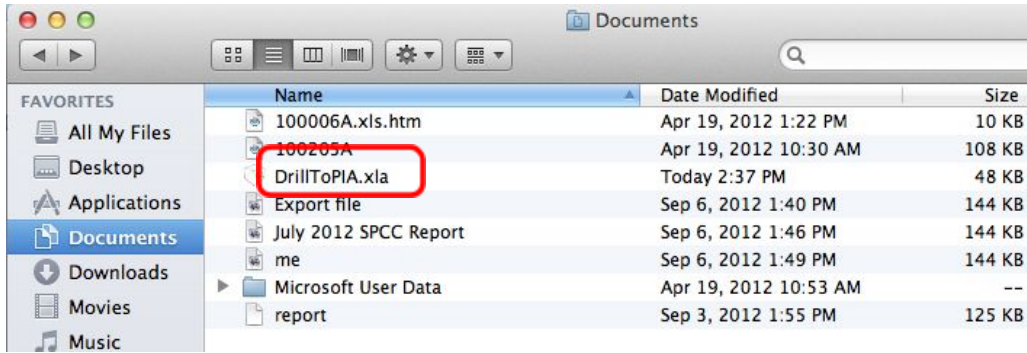 Documents
FAVORITES
All My Files
Desktop
Applications
Documents
Downloads
Movies
Music
Name Date Modified Size
100006A.xls.htm Apr 19, 2012 1:22 PM 10 KB
100205A Apr 19, 2012 10:30 AM 108 KB
DrillToPIA.xla Today 2:37 PM 48 KB
Export file Sep 6, 2012 1:40 PM 144 KB
July 2012 SPCC Report Sep 6, 2012 1:46 PM 144 KB
me Sep 6, 2012 1:49 PM 144 KB
Microsoft User Data Apr 19, 2012 10:53 AM --
report Sep 3, 2012 1:55 PM 125 KB